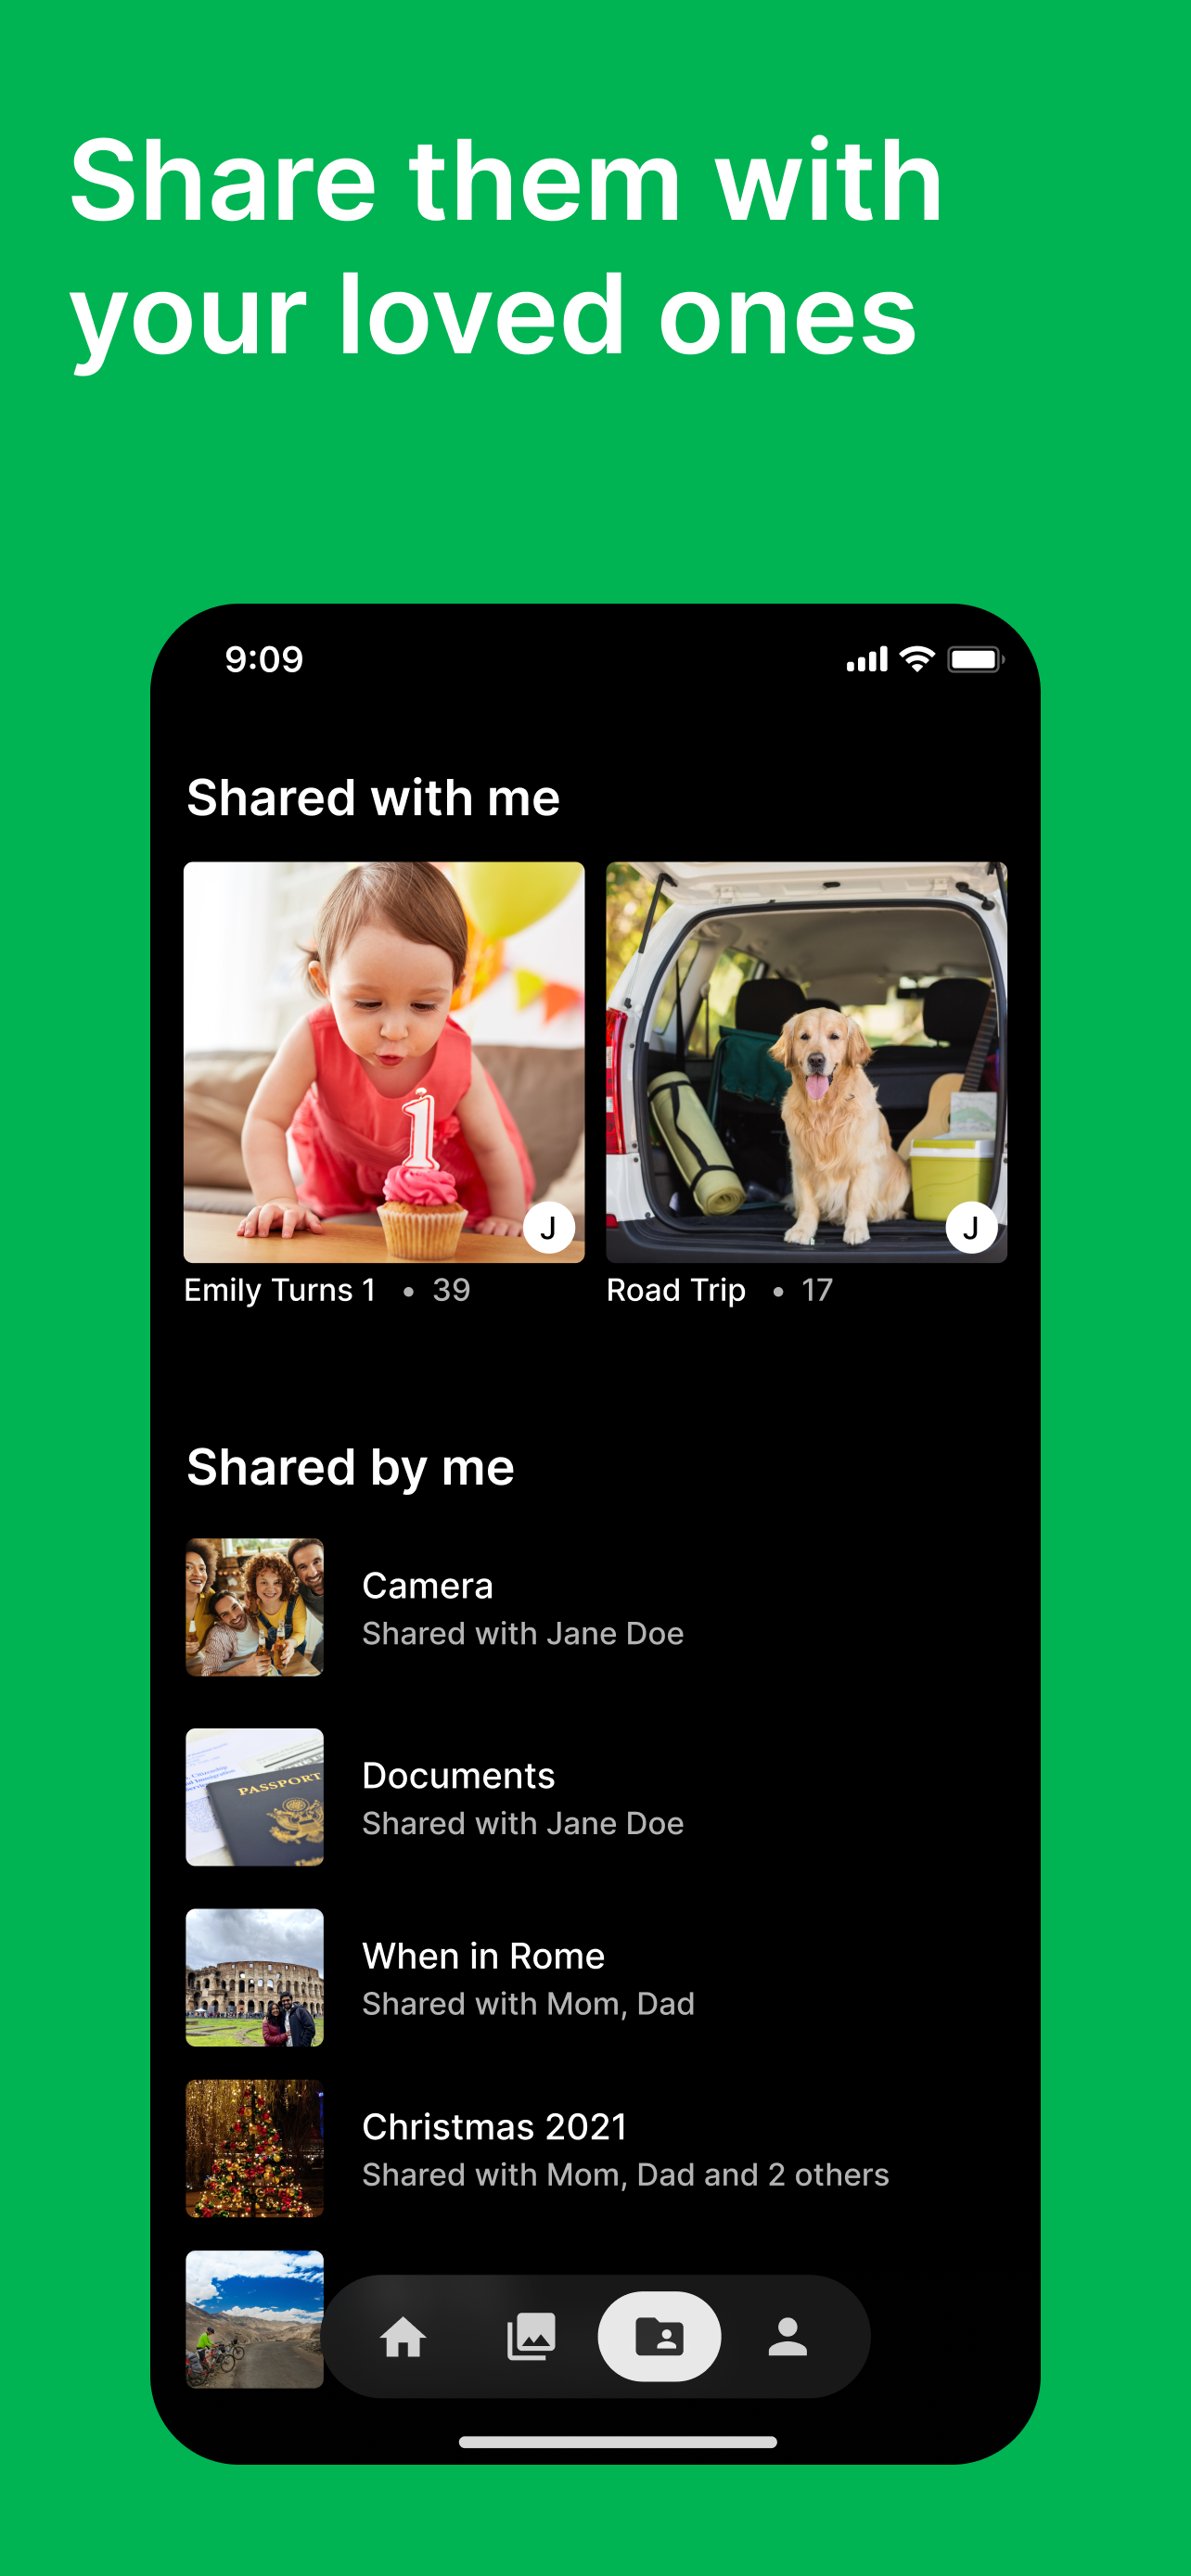 Share them with
your loved ones
9:09
Shared with me
1
J
J
Emily Turns 1 • 39
Road Trip • 17
Shared by me
Camera
Shared with Jane Doe
PASSPORT
Documents
Shared with Jane Doe
When in Rome
Shared with Mom, Dad
Christmas 2021
Shared with Mom, Dad and 2 others